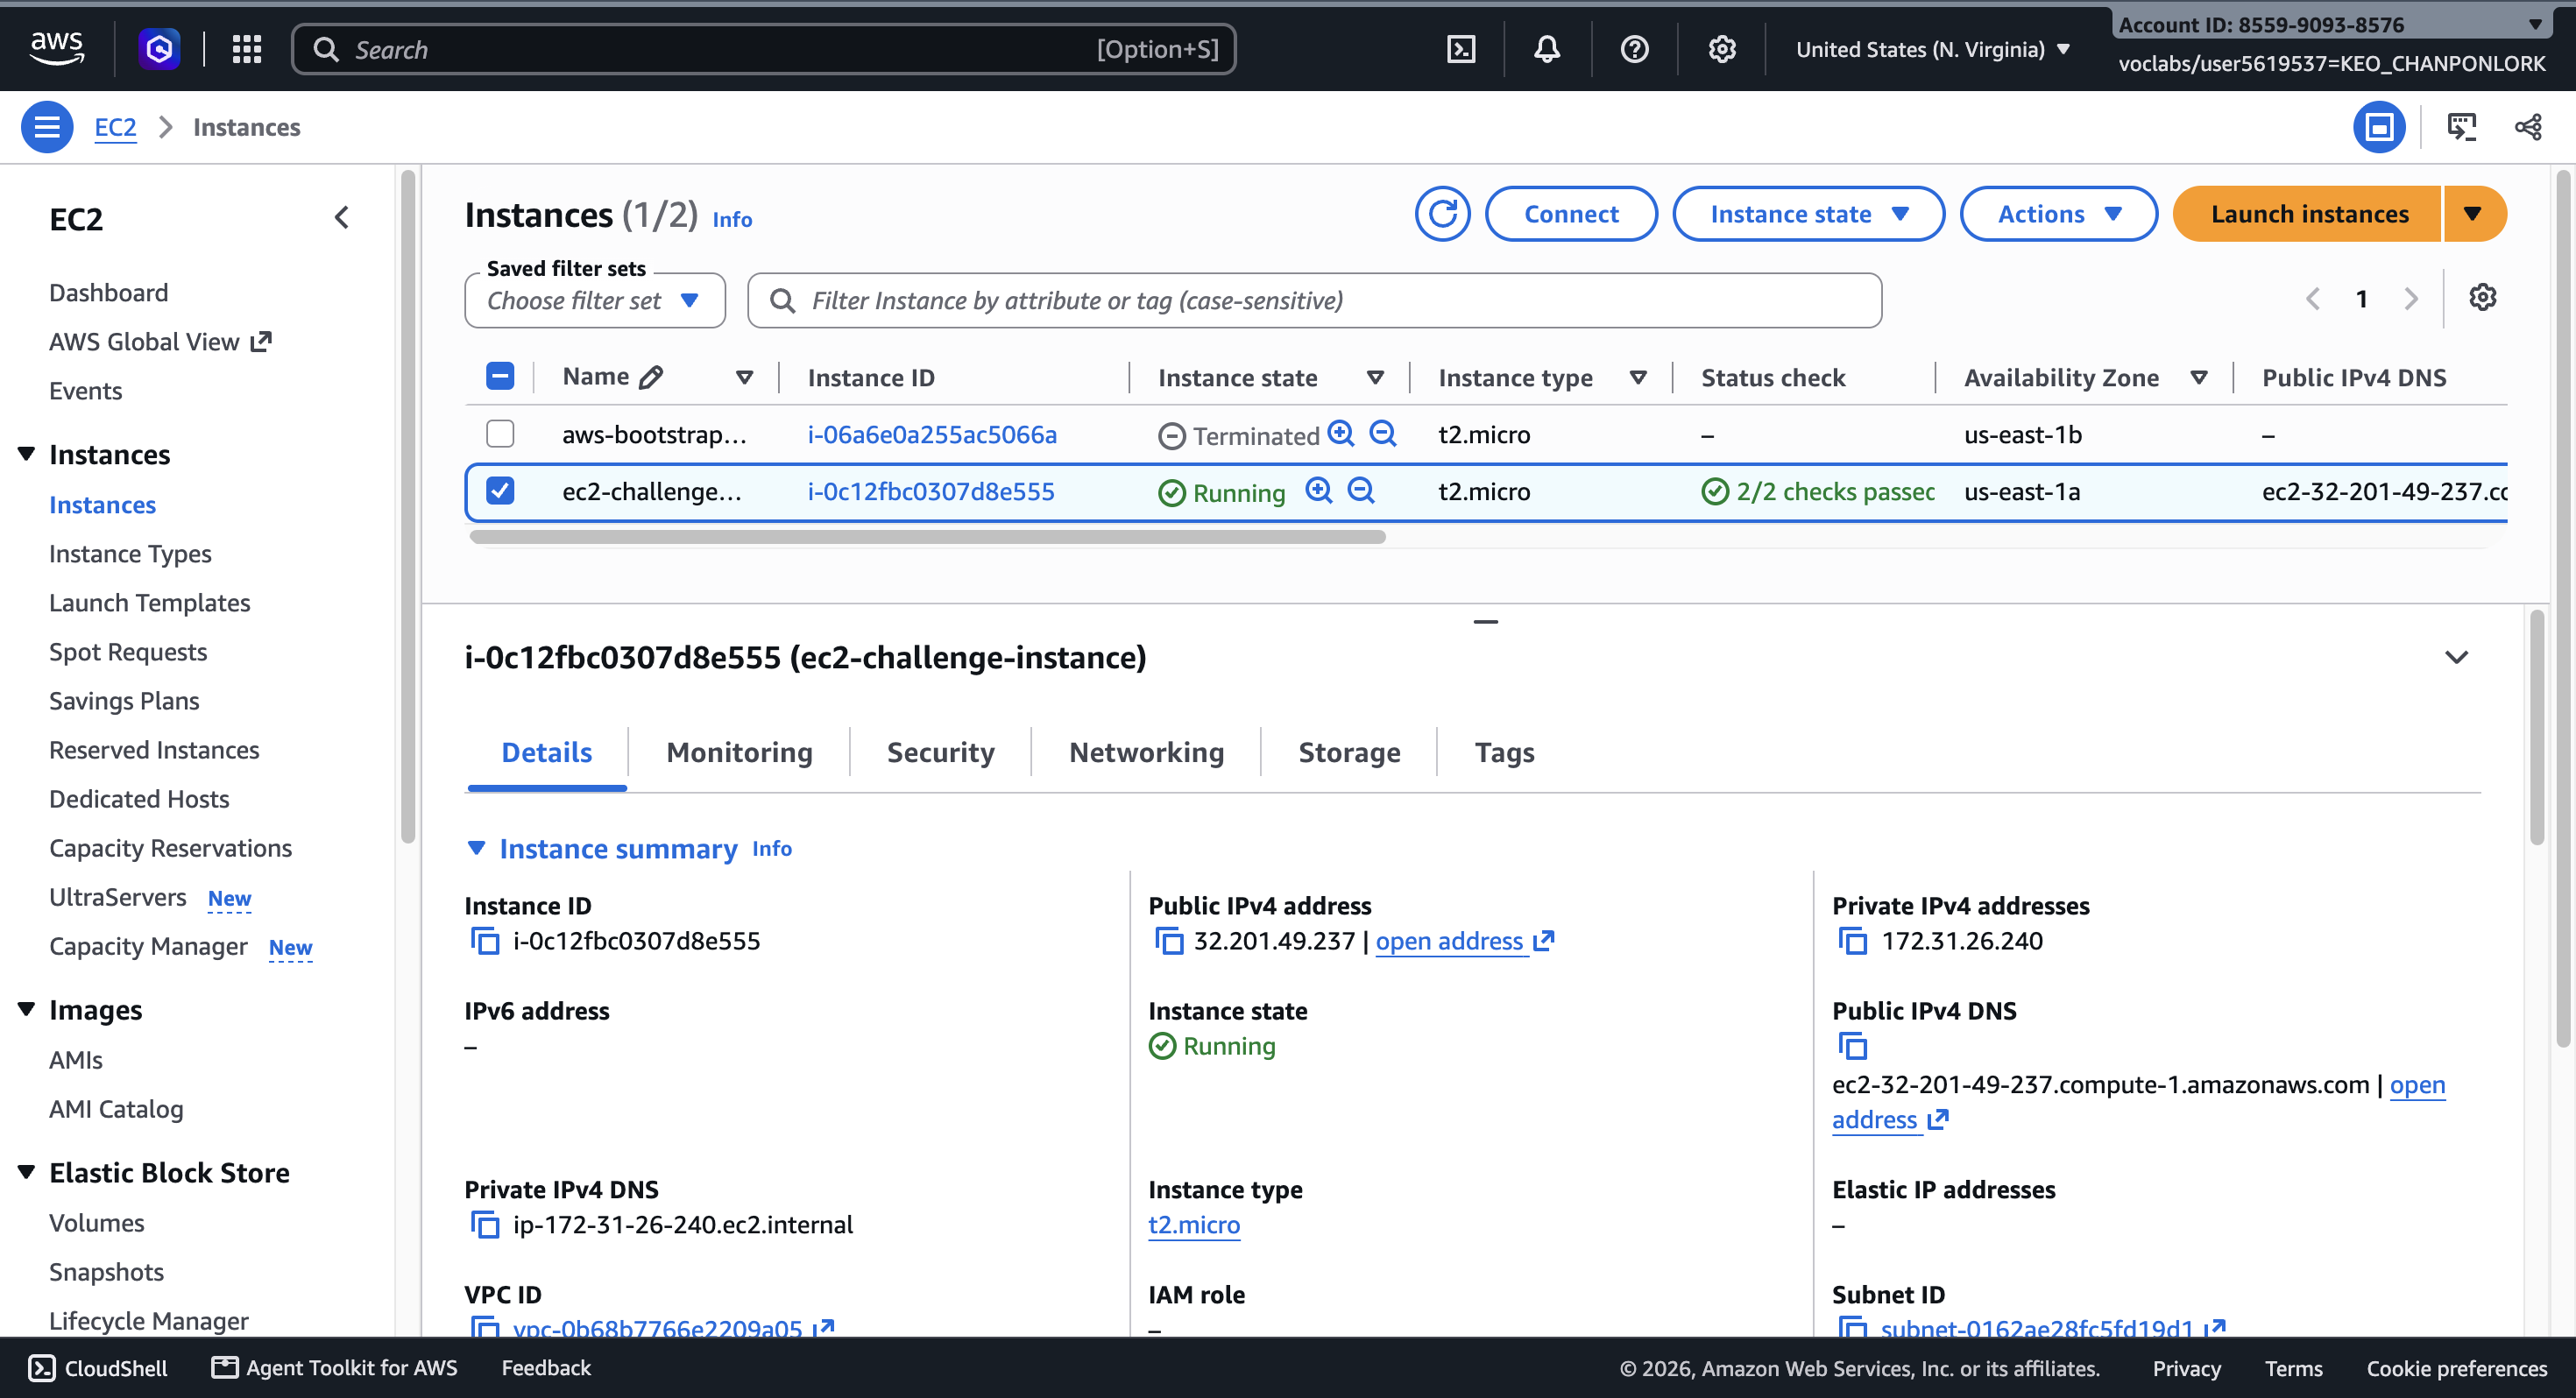 aws
Search
[Option+S]
United States (N. Virginia)
Account ID: 8559-9093-8576
voclabs/user5619537=KEO_CHANPONLORK
EC2
Instances
EC2
Dashboard
AWS Global View
Events
Instances
Instances
Instance Types
Launch Templates
Spot Requests
Savings Plans
Reserved Instances
Dedicated Hosts
Capacity Reservations
UltraServers New
Capacity Manager New
Images
AMIs
AMI Catalog
Elastic Block Store
Volumes
Snapshots
Lifecycle Manager
Instances (1/2) Info
Connect
Instance state
Actions
Launch instances
Saved filter sets
Choose filter set
Filter Instance by attribute or tag (case-sensitive)
1
Name Instance ID Instance state Instance type Status check Availability Zone Public IPv4 DNS
aws-bootstrap... i-06a6e0a255ac5066a Terminated t2.micro – us-east-1b –
ec2-challenge... i-0c12fbc0307d8e555 Running t2.micro 2/2 checks passec us-east-1a ec2-32-201-49-237.cc
i-0c12fbc0307d8e555 (ec2-challenge-instance)
Details Monitoring Security Networking Storage Tags
Instance summary Info
Instance ID
i-0c12fbc0307d8e555
Public IPv4 address
32.201.49.237 | open address
Private IPv4 addresses
172.31.26.240
IPv6 address
–
Instance state
Running
Public IPv4 DNS
ec2-32-201-49-237.compute-1.amazonaws.com | open
address
Private IPv4 DNS
ip-172-31-26-240.ec2.internal
Instance type
t2.micro
Elastic IP addresses
–
VPC ID
vpc-0b68b7766e2209a05
IAM role
–
Subnet ID
subnet-0162ae28fc5fd19d1
CloudShell
Agent Toolkit for AWS
Feedback
© 2026, Amazon Web Services, Inc. or its affiliates.
Privacy
Terms
Cookie preferences